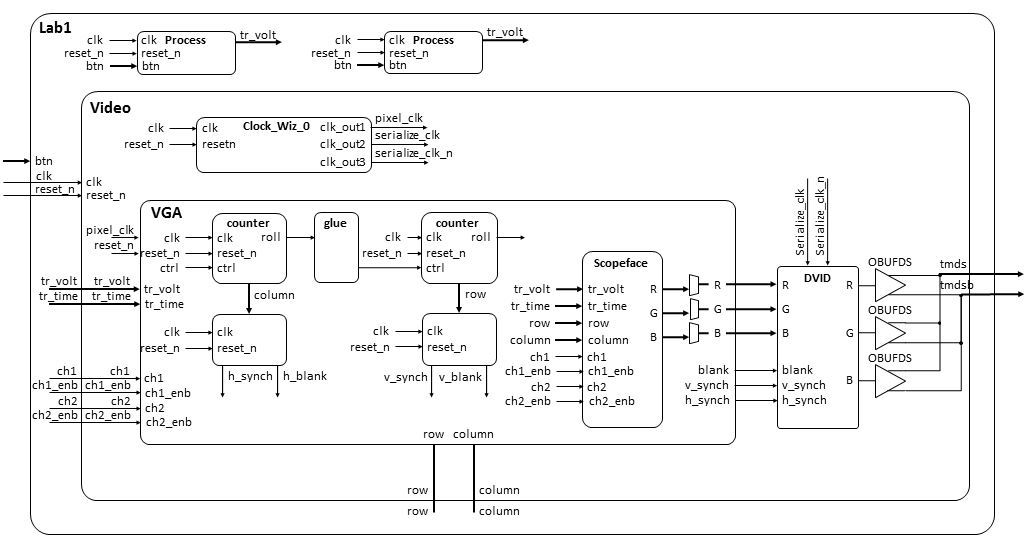 Lab1
clk clk Process tr_volt
reset_n reset_n
btn btn
clk clk Process tr_volt
reset_n reset_n
btn btn
Video
clk clk Clock_Wiz_0 clk_out1 pixel_clk
reset_n resetn clk_out2 serialize_clk
clk_out3 serialize_clk_n
btn
clk clk
reset_n reset_n
VGA
pixel_clk
reset_n
counter
clk clk roll
reset_n reset_n
ctrl ctrl
glue
counter
clk clk roll
reset_n reset_n
ctrl
column
row
clk clk
reset_n reset_n
h_synch h_blank
clk clk
reset_n reset_n
v_synch v_blank
tr_volt tr_volt tr_volt
tr_time tr_time tr_time
ch1 ch1 ch1
ch1_enb ch1_enb ch1_enb
ch2 ch2 ch2
ch2_enb ch2_enb ch2_enb
Scopeface
tr_volt tr_volt R R
tr_time tr_time G G
row row B B
column column
ch1 ch1
ch1_enb ch1_enb
ch2 ch2
ch2_enb ch2_enb
Serialize_clk
Serialize_clk_n
DVID
R R
G G
B B
blank blank
v_synch v_synch
h_synch h_synch
OBUFDS
OBUFDS
OBUFDS
tmds
tmdsb
row column
row column
row column